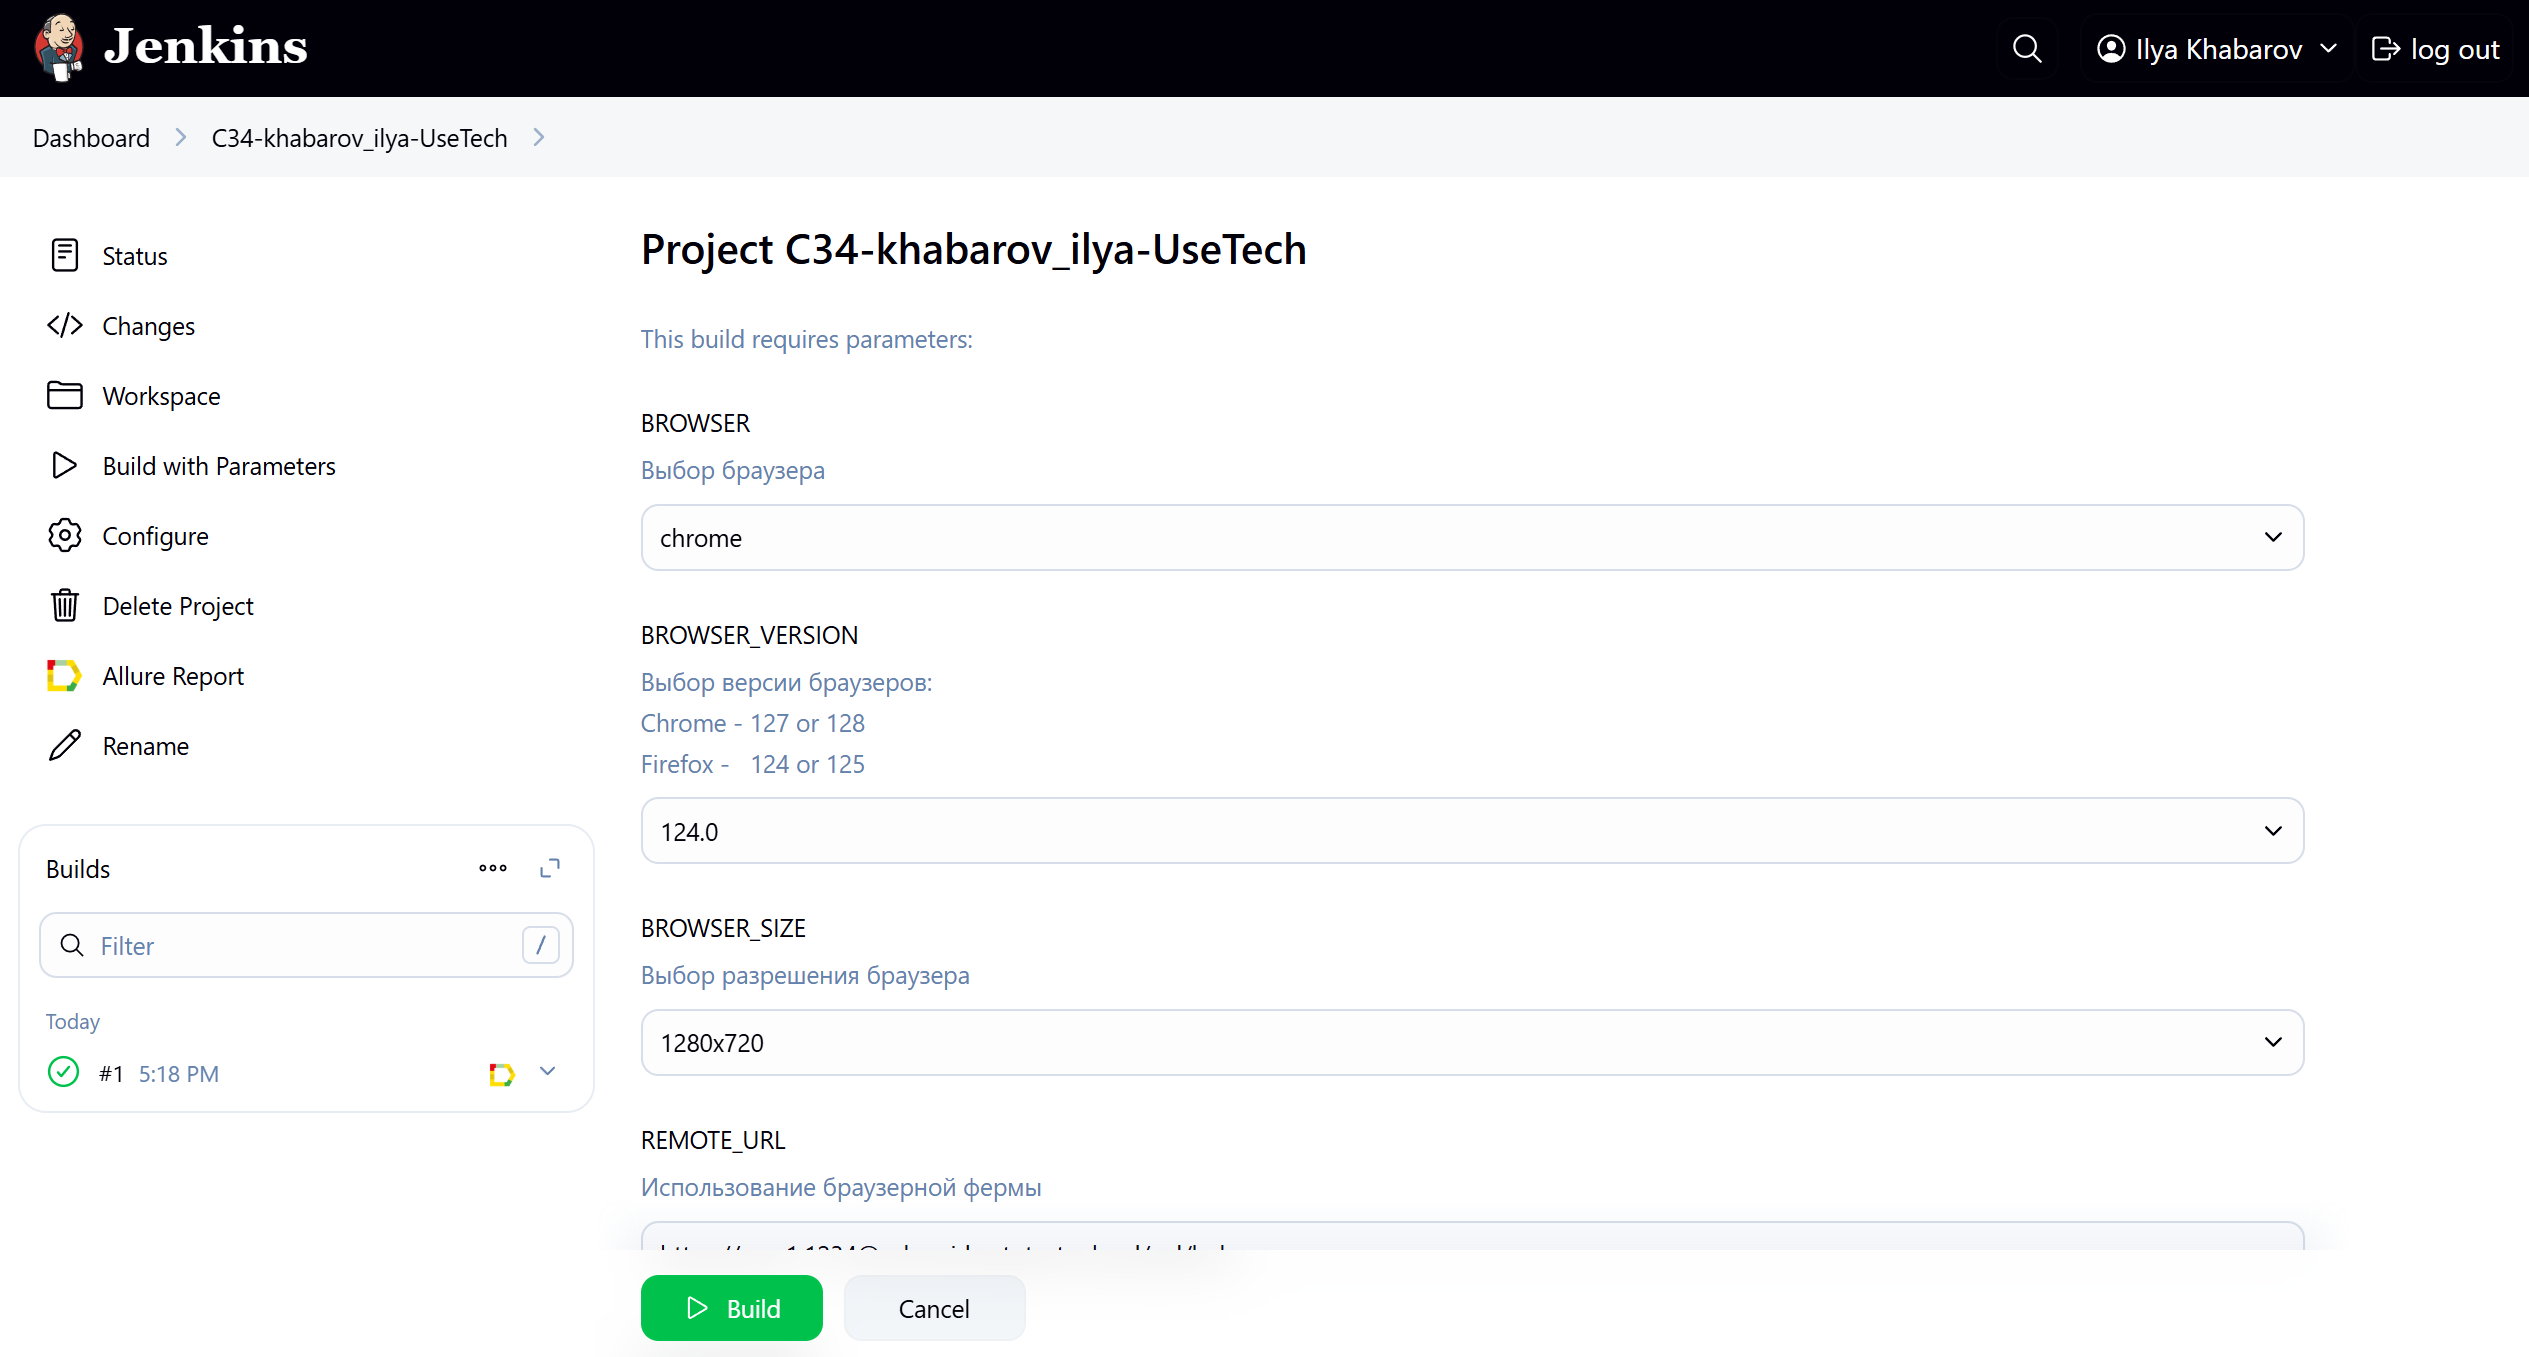 Jenkins
Ilya Khabarov
log out
Dashboard
C34-khabarov_ilya-UseTech
Status
Changes
Workspace
Build with Parameters
Configure
Delete Project
Allure Report
Rename
Builds
Filter
/
Today
#1 5:18 PM
Project C34-khabarov_ilya-UseTech
This build requires parameters:
BROWSER
Выбор браузера
chrome
BROWSER_VERSION
Выбор версии браузеров:
Chrome - 127 or 128
Firefox - 124 or 125
124.0
BROWSER_SIZE
Выбор разрешения браузера
1280x720
REMOTE_URL
Использование браузерной фермы
Build
Cancel